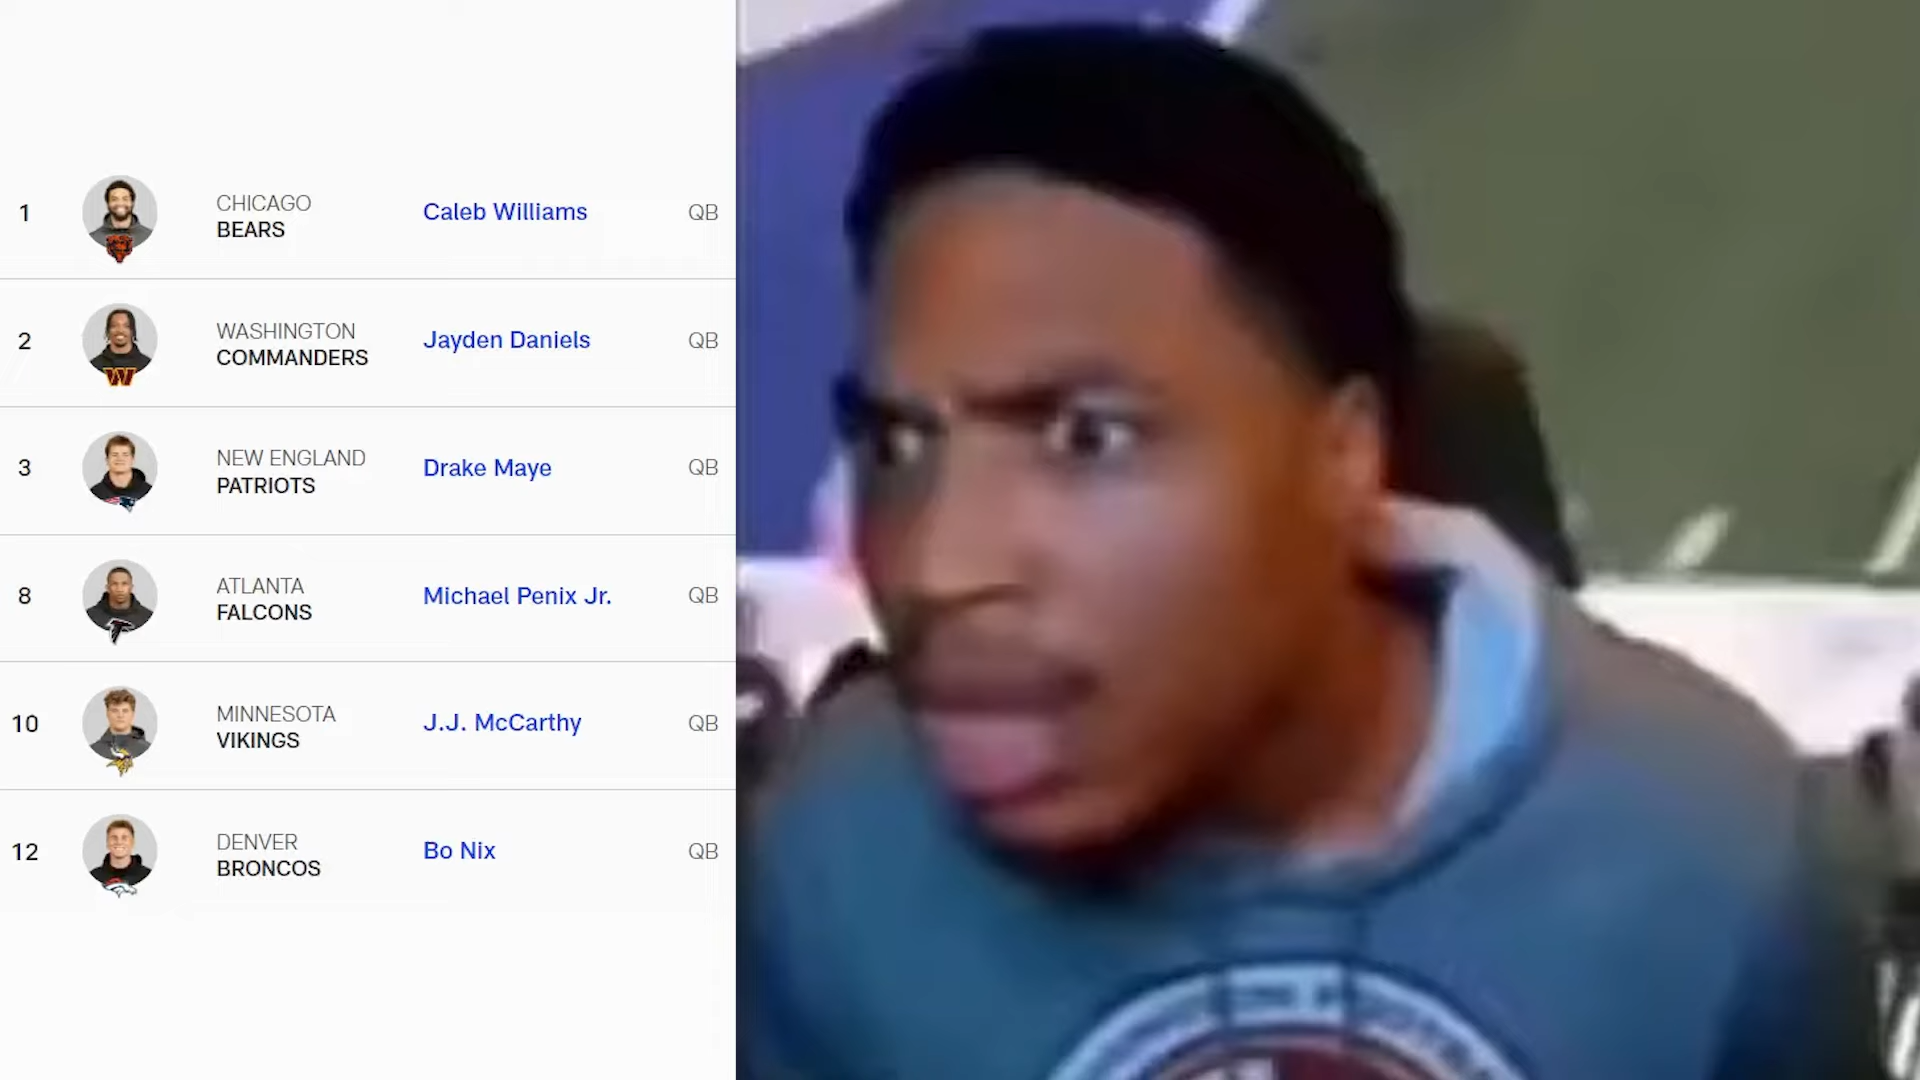 1
CHICAGO
BEARS
Caleb Williams
QB
2
WASHINGTON
COMMANDERS
Jayden Daniels
QB
3
NEW ENGLAND
PATRIOTS
Drake Maye
QB
8
ATLANTA
FALCONS
Michael Penix Jr.
QB
10
MINNESOTA
VIKINGS
J.J. McCarthy
QB
12
DENVER
BRONCOS
Bo Nix
QB